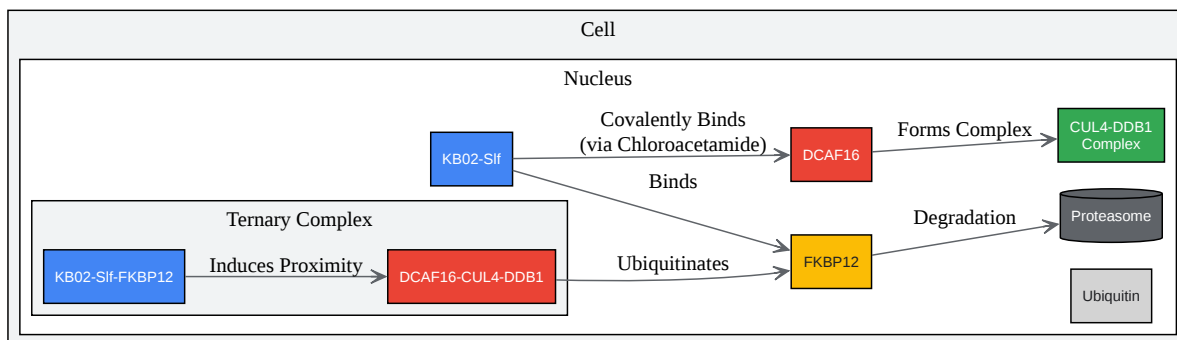 Cell
Nucleus
Covalently Binds
(via Chloroacetamide)
KB02-Slf
DCAF16
Forms Complex
CUL4-DDB1
Complex
Binds
Ternary Complex
KB02-Slf-FKBP12
Induces Proximity
DCAF16-CUL4-DDB1
Ubiquitinates
FKBP12
Degradation
Proteasome
Ubiquitin